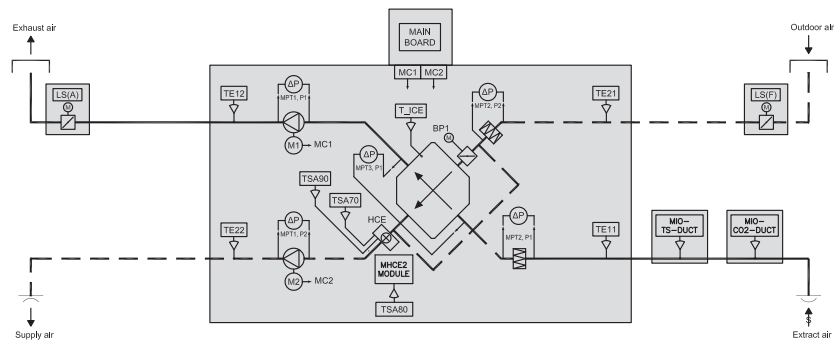 Exhaust air
MAIN
BOARD
Outdoor air
MC1
MC2
LS(A)
M
TE12
ΔP
MPT1, P1
T_ICE
ΔP
MPT2, P2
TE21
LS(F)
M
BP1
M
M1
MC1
ΔP
MPT3, P1
TSA90
TSA70
HCE
TE22
ΔP
MPT1, P2
ΔP
MPT2, P1
TE11
MIO-
TS-DUCT
MIO-
CO2-DUCT
M2
MC2
MHCE2
MODULE
TSA80
Supply air
S
Extract air